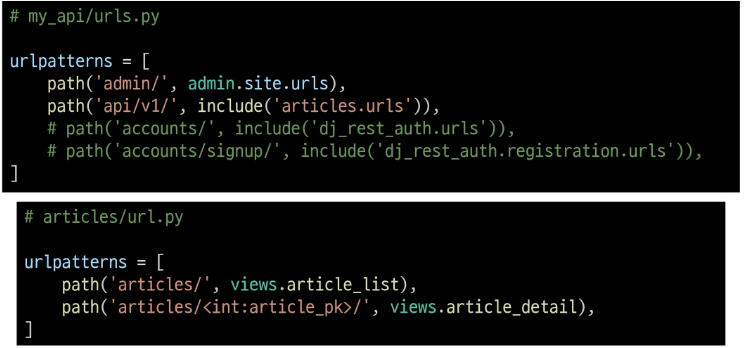 # my_api/urls.py
urlpatterns = [
    path('admin/', admin.site.urls),
    path('api/v1/', include('articles.urls')),
    # path('accounts/', include('dj_rest_auth.urls')),
    # path('accounts/signup/', include('dj_rest_auth.registration.urls')),
]
# articles/url.py
urlpatterns = [
    path('articles/', views.article_list),
    path('articles/<int:article_pk>/', views.article_detail),
]